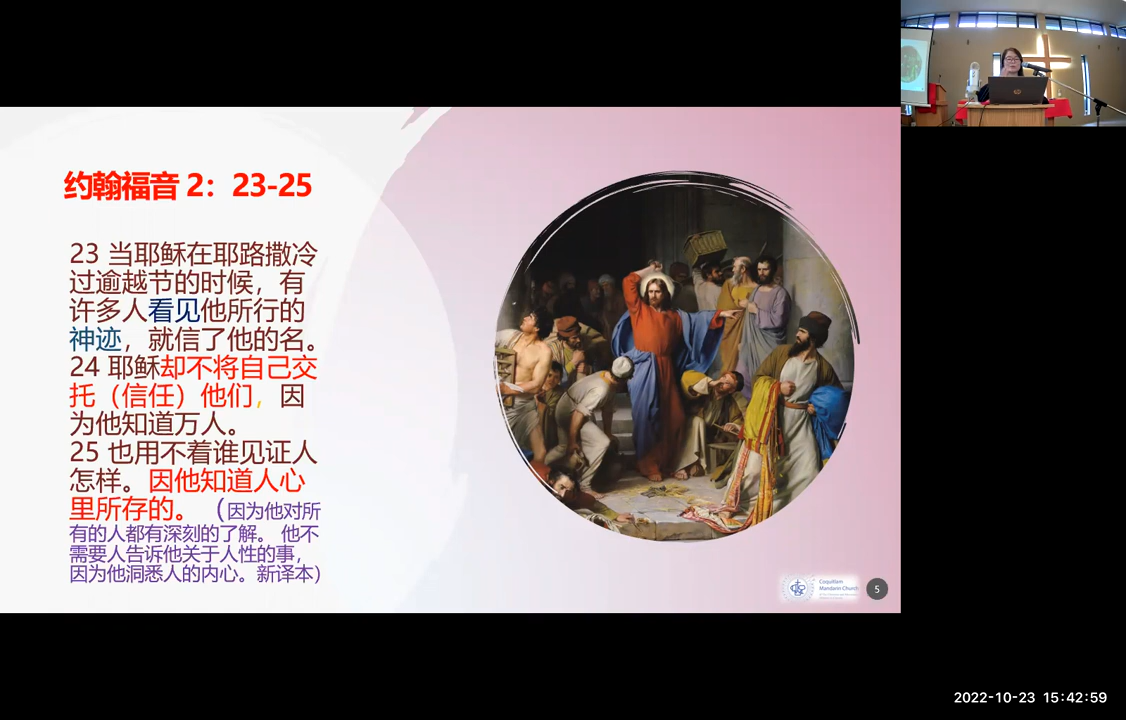 约翰福音 2：23-25
23 当耶稣在耶路撒冷
过逾越节的时候，有
许多人看见他所行的
神迹，就信了他的名。
24 耶稣却不将自己交
托（信任）他们，因
为他知道万人。
25 也用不着谁见证人
怎样。因他知道人心
里所存的。（因为他对所
有的人都有深刻的了解。 他不
需要人告诉他关于人性的事，
因为他洞悉人的内心。新译本）
Coquitlam
Mandarin Church
5
2022-10-23 15:42:59